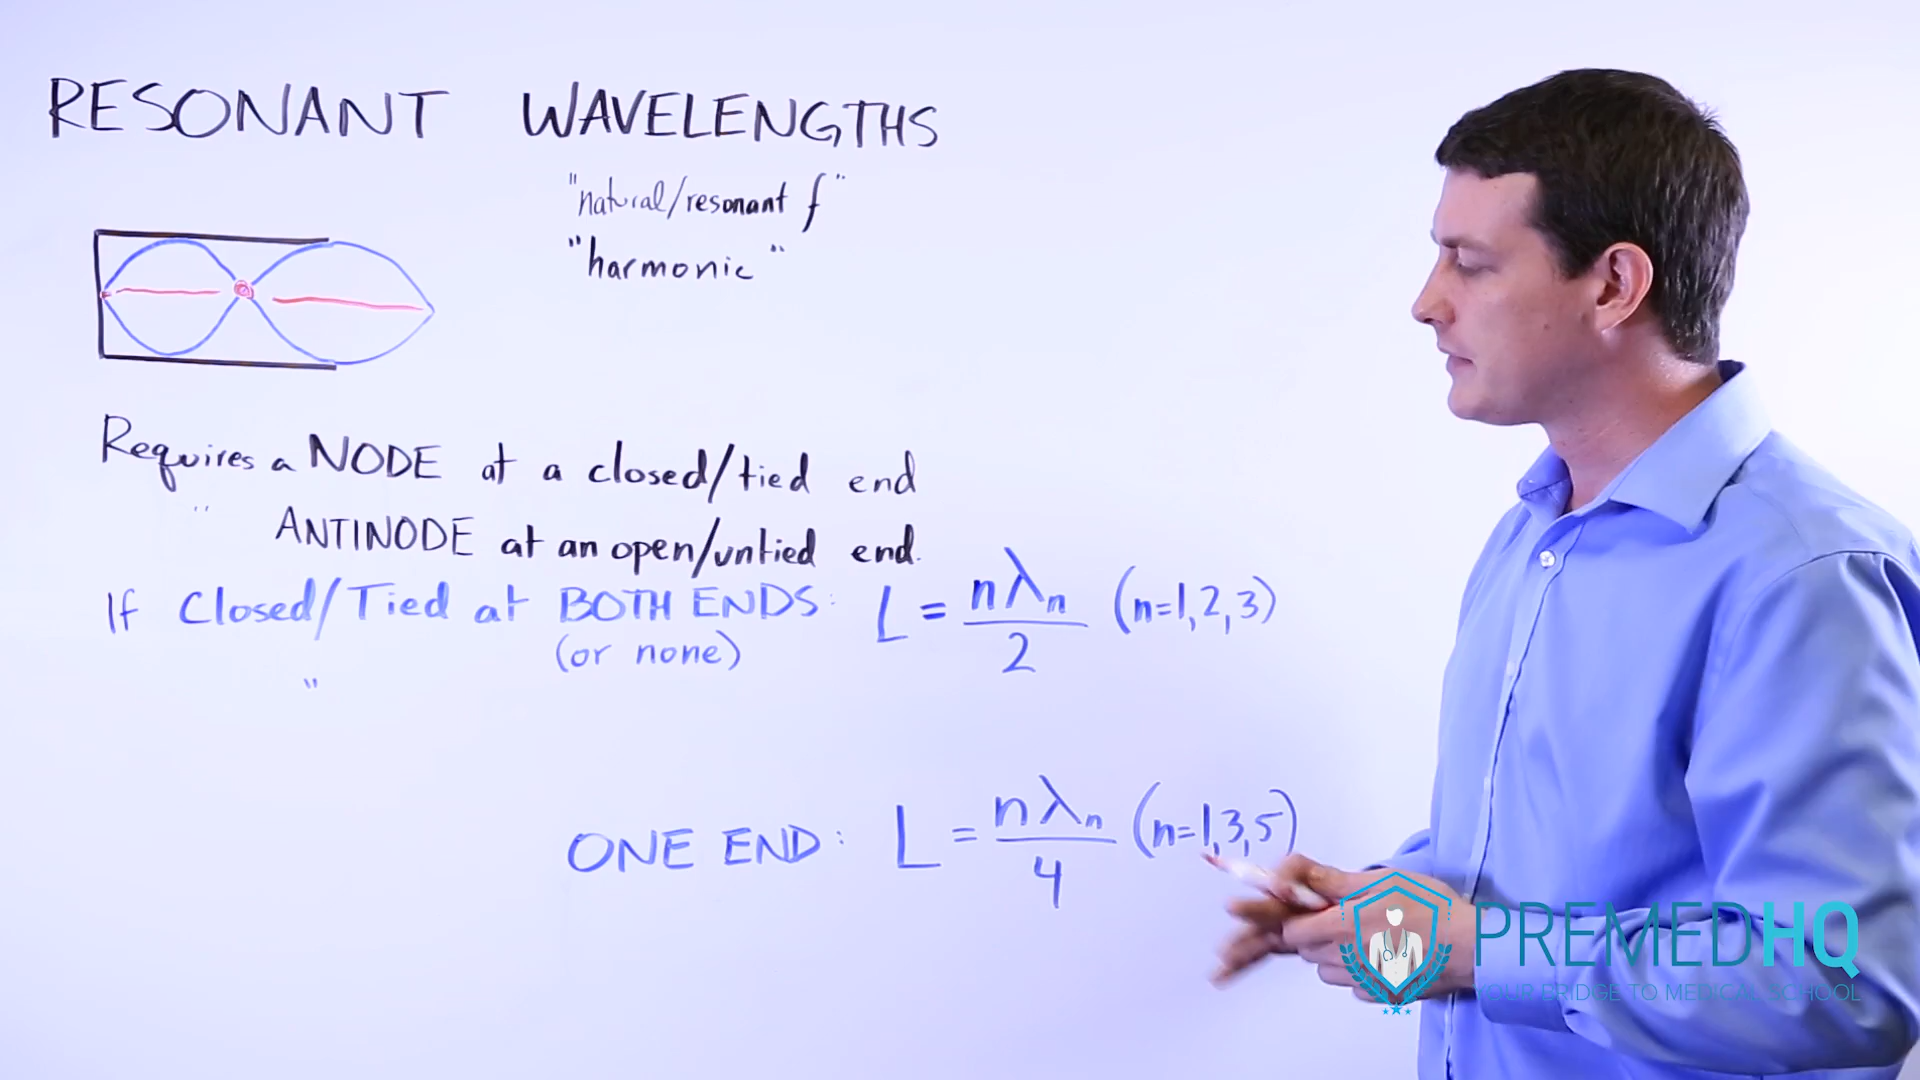 RESONANT WAVELENGTHS
"natural/resonant f"
"harmonic"
Requires a NODE at a closed/tied end
" ANTINODE at an open/untied end.
If Closed/Tied at BOTH ENDS: L = nλn/2 (n=1,2,3)
(or none)
"
ONE END: L = nλn/4 (n=1,3,5)
PREMEDHQ
YOUR BRIDGE TO MEDICAL SCHOOL